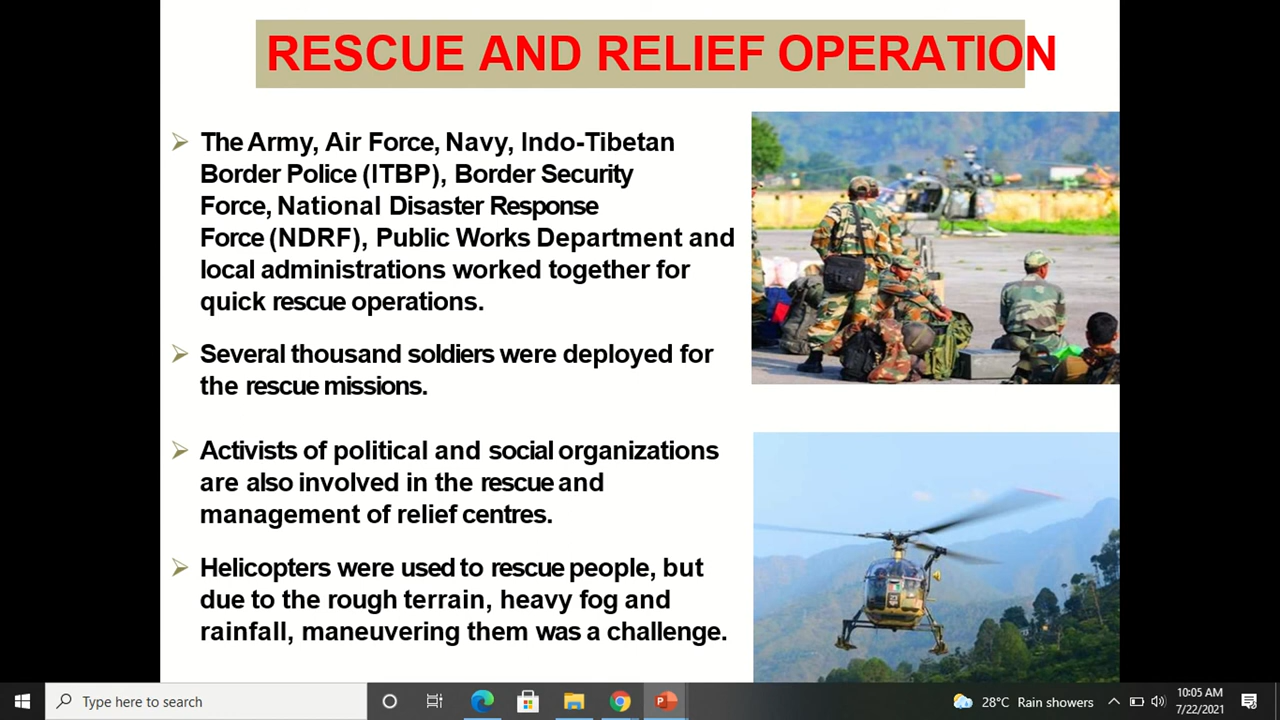 RESCUE AND RELIEF OPERATION
The Army, Air Force, Navy, Indo-Tibetan
Border Police (ITBP), Border Security
Force, National Disaster Response
Force (NDRF), Public Works Department and
local administrations worked together for
quick rescue operations.
Several thousand soldiers were deployed for
the rescue missions.
Activists of political and social organizations
are also involved in the rescue and
management of relief centres.
Helicopters were used to rescue people, but
due to the rough terrain, heavy fog and
rainfall, maneuvering them was a challenge.
Type here to search
28°C Rain showers
10:05 AM
7/22/2021